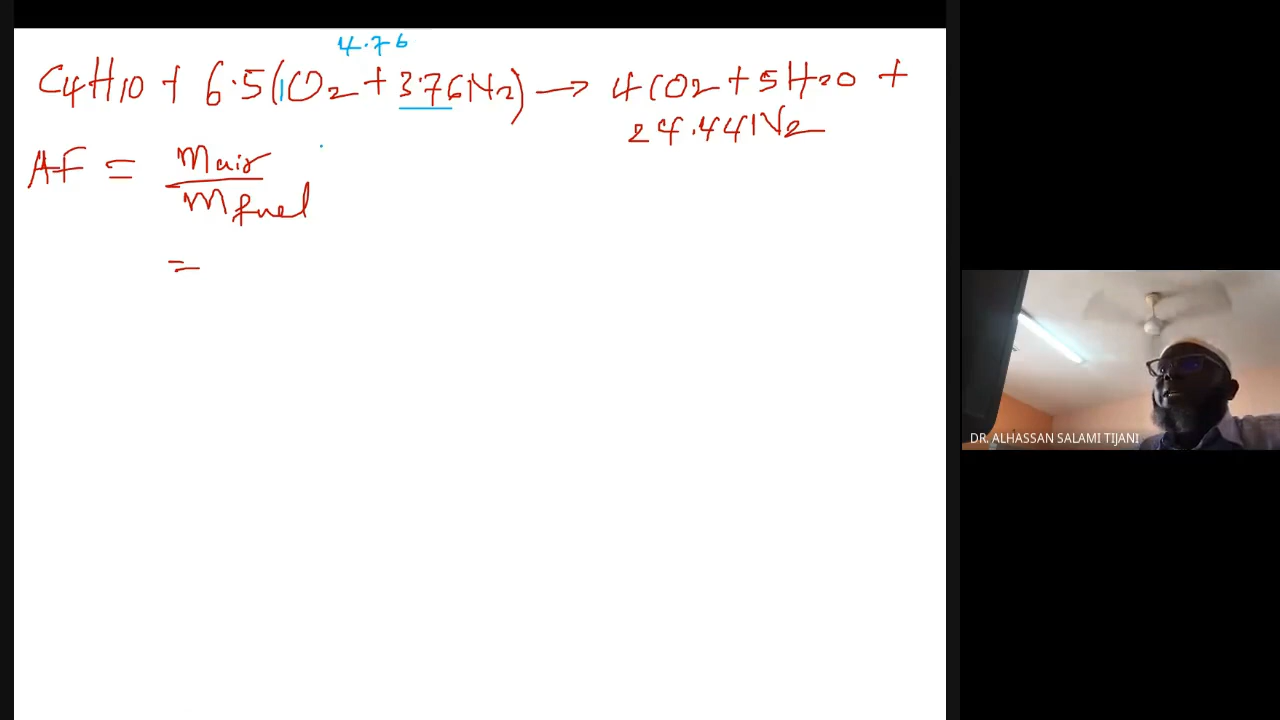 4.76
C4H10 + 6.5(1O2 + 3.76N2) → 4CO2 + 5H2O +
24.44N2
AF = mair
mfuel
=
DR. ALHASSAN SALAMI TIJANI